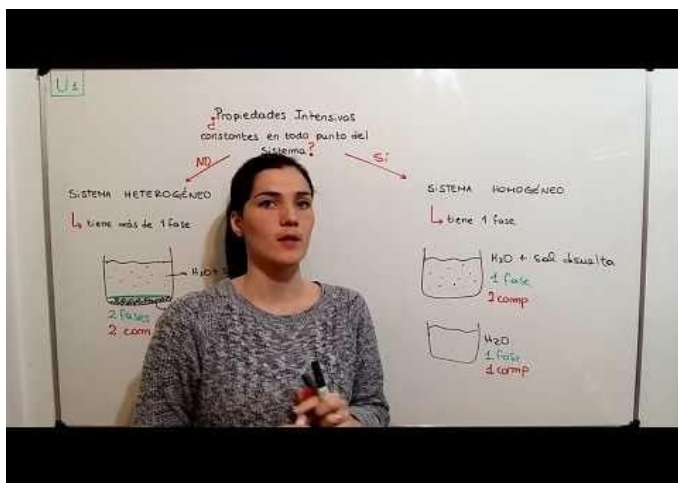 U1
¿Propiedades Intensivas
constantes en todo punto del
sistema?
NO
Sí
SISTEMA HETEROGÉNEO
↳ tiene más de 1 fase
→ H2O + s
2 fases
2 com
SISTEMA HOMOGÉNEO
↳ tiene 1 fase
H2O + sal disuelta
1 fase
2 comp
H2O
1 fase
1 comp